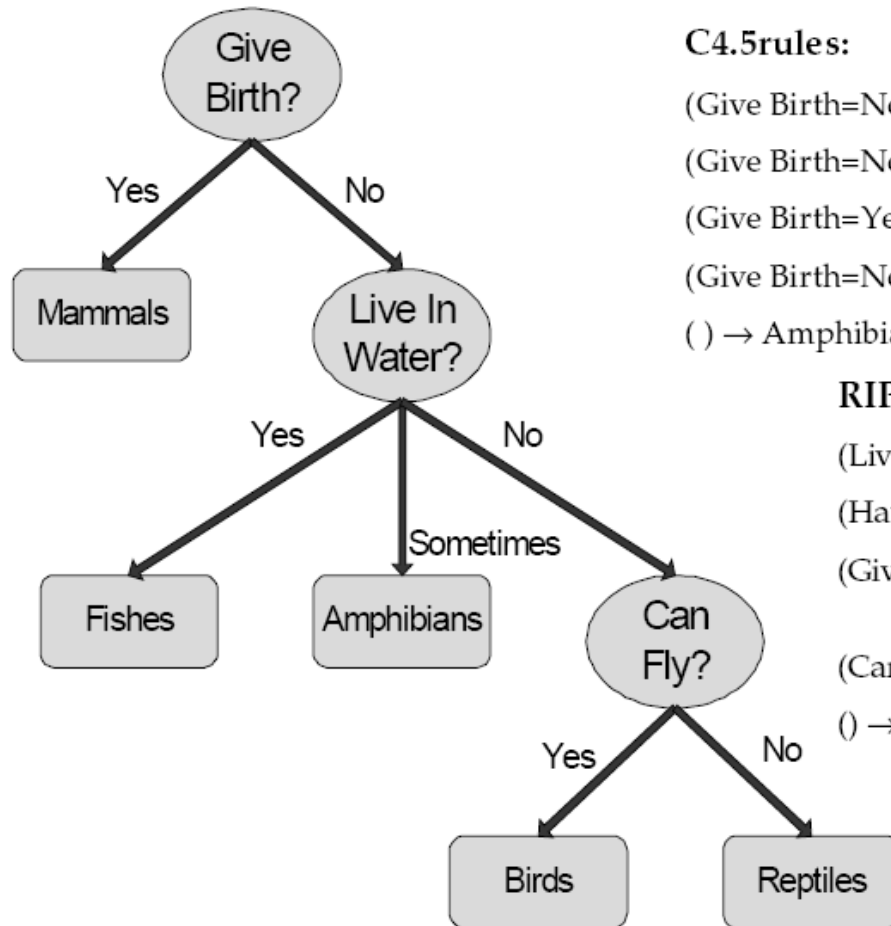 Give
Birth?
Yes
No
Mammals
Live In
Water?
Yes
Sometimes
No
Fishes
Amphibians
Can
Fly?
Yes
No
Birds
Reptiles
C4.5rules:
(Give Birth=No
(Give Birth=No
(Give Birth=Ye
(Give Birth=No
( ) → Amphibia
RIP
(Liv
(Ha
(Giv
(Can
() →